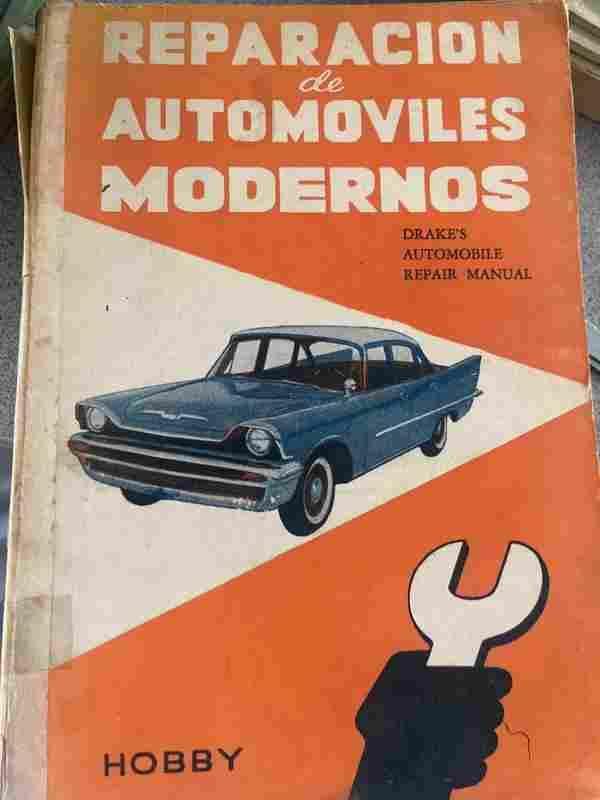 REPARACION
de
AUTOMOVILES
MODERNOS
DRAKE'S
AUTOMOBILE
REPAIR MANUAL
HOBBY